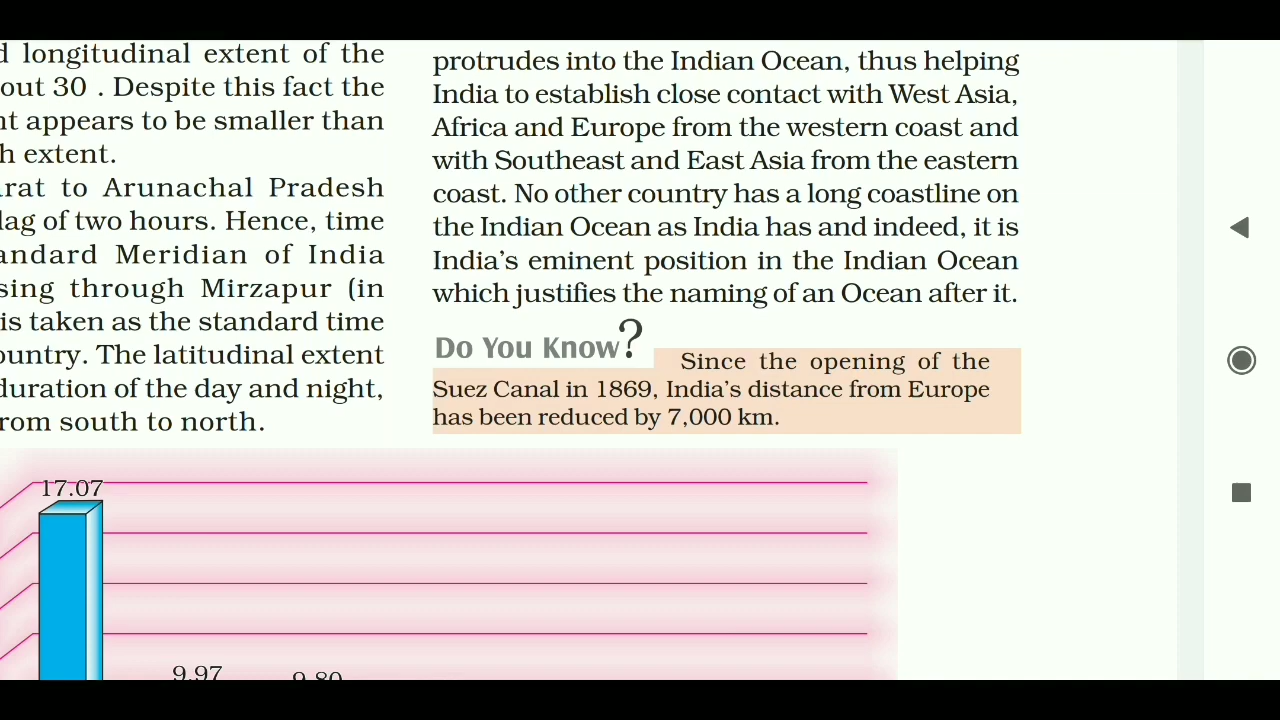 d longitudinal extent of the
out 30 . Despite this fact the
nt appears to be smaller than
h extent.
rat to Arunachal Pradesh
lag of two hours. Hence, time
andard Meridian of India
sing through Mirzapur (in
is taken as the standard time
ountry. The latitudinal extent
duration of the day and night,
rom south to north.
protrudes into the Indian Ocean, thus helping
India to establish close contact with West Asia,
Africa and Europe from the western coast and
with Southeast and East Asia from the eastern
coast. No other country has a long coastline on
the Indian Ocean as India has and indeed, it is
India's eminent position in the Indian Ocean
which justifies the naming of an Ocean after it.
Do You Know?
Since the opening of the
Suez Canal in 1869, India's distance from Europe
has been reduced by 7,000 km.
17.07
9.97
9.80